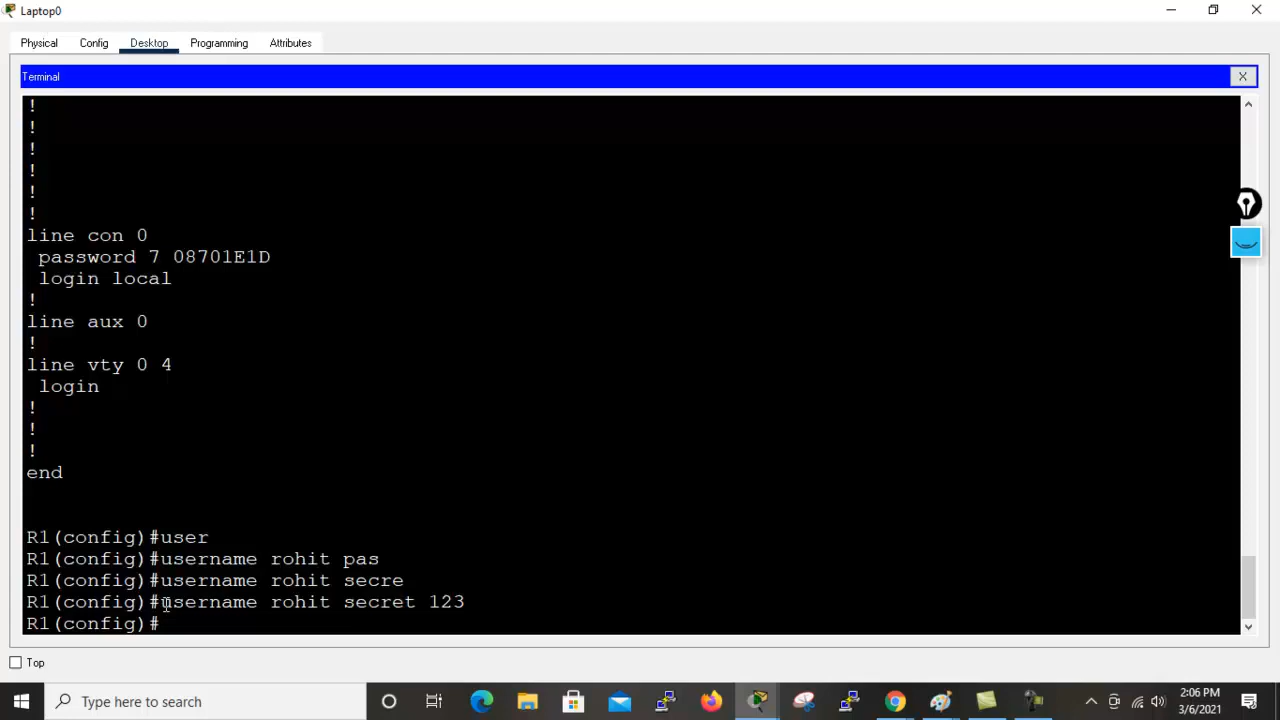 Laptop0
Physical Config Desktop Programming Attributes
Terminal X
!
!
!
!
!
!
line con 0
password 7 08701E1D
login local
!
line aux 0
!
line vty 0 4
login
!
!
!
end
R1(config)#user
R1(config)#username rohit pas
R1(config)#username rohit secre
R1(config)#username rohit secret 123
R1(config)#
Top
Type here to search
2:06 PM
3/6/2021